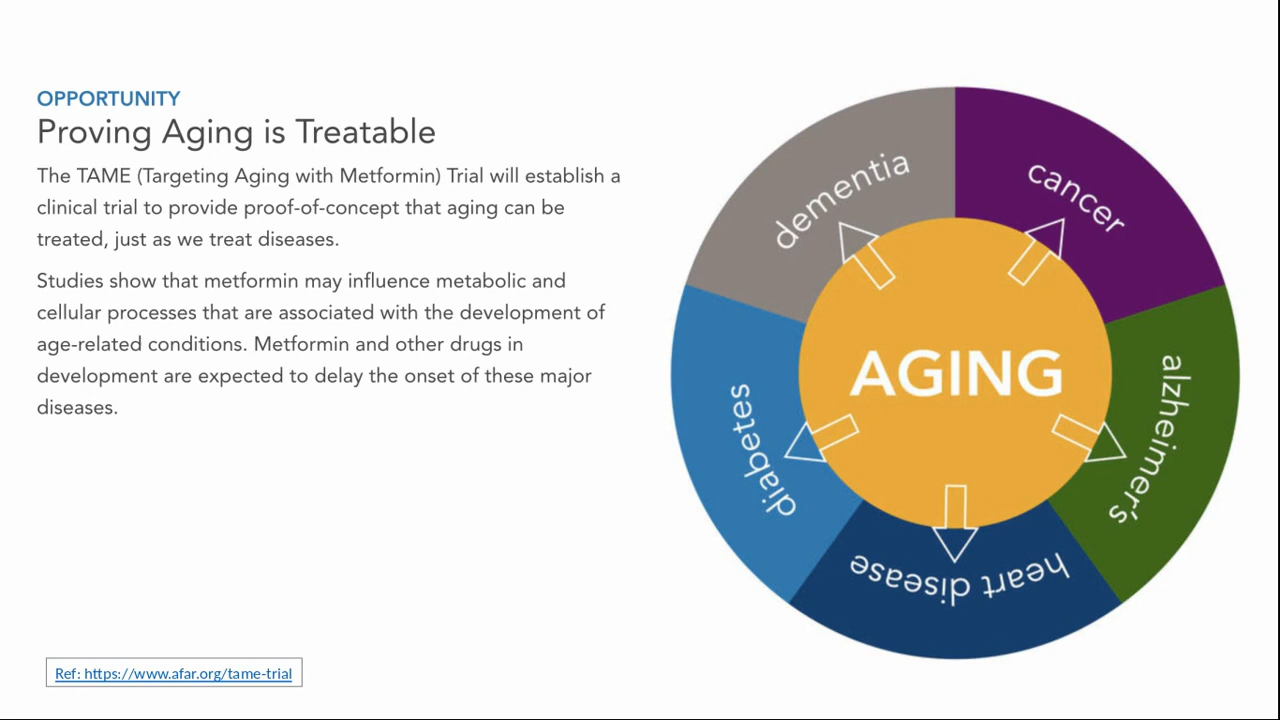 OPPORTUNITY
Proving Aging is Treatable
The TAME (Targeting Aging with Metformin) Trial will establish a
clinical trial to provide proof-of-concept that aging can be
treated, just as we treat diseases.
Studies show that metformin may influence metabolic and
cellular processes that are associated with the development of
age-related conditions. Metformin and other drugs in
development are expected to delay the onset of these major
diseases.
dementia
cancer
AGING
alzheimer's
diabetes
heart disease
Ref: https://www.afar.org/tame-trial